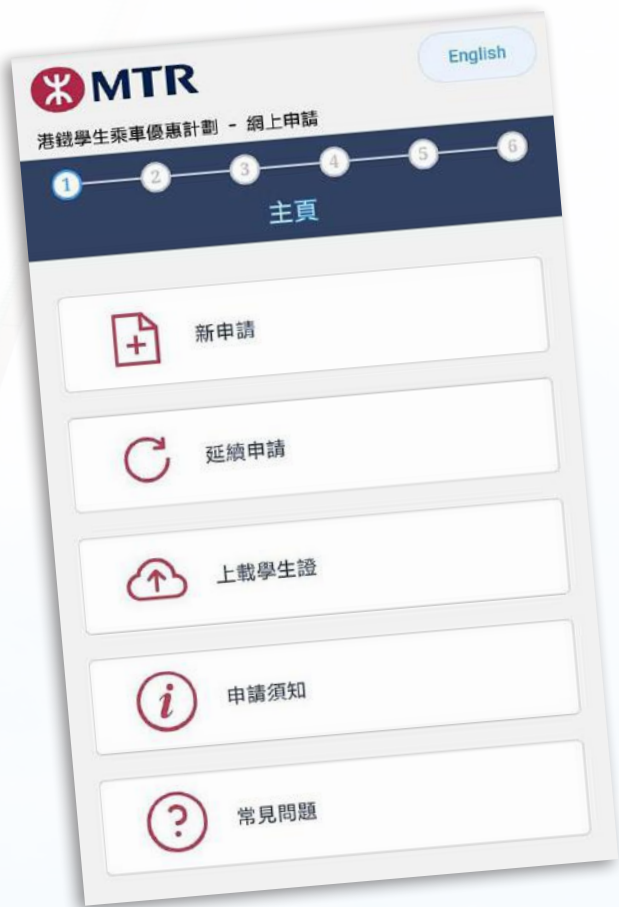 MTR
English
港鐵學生乘車優惠計劃 - 網上申請
1 2 3 4 5 6
主頁
新申請
延續申請
上載學生證
申請須知
常見問題